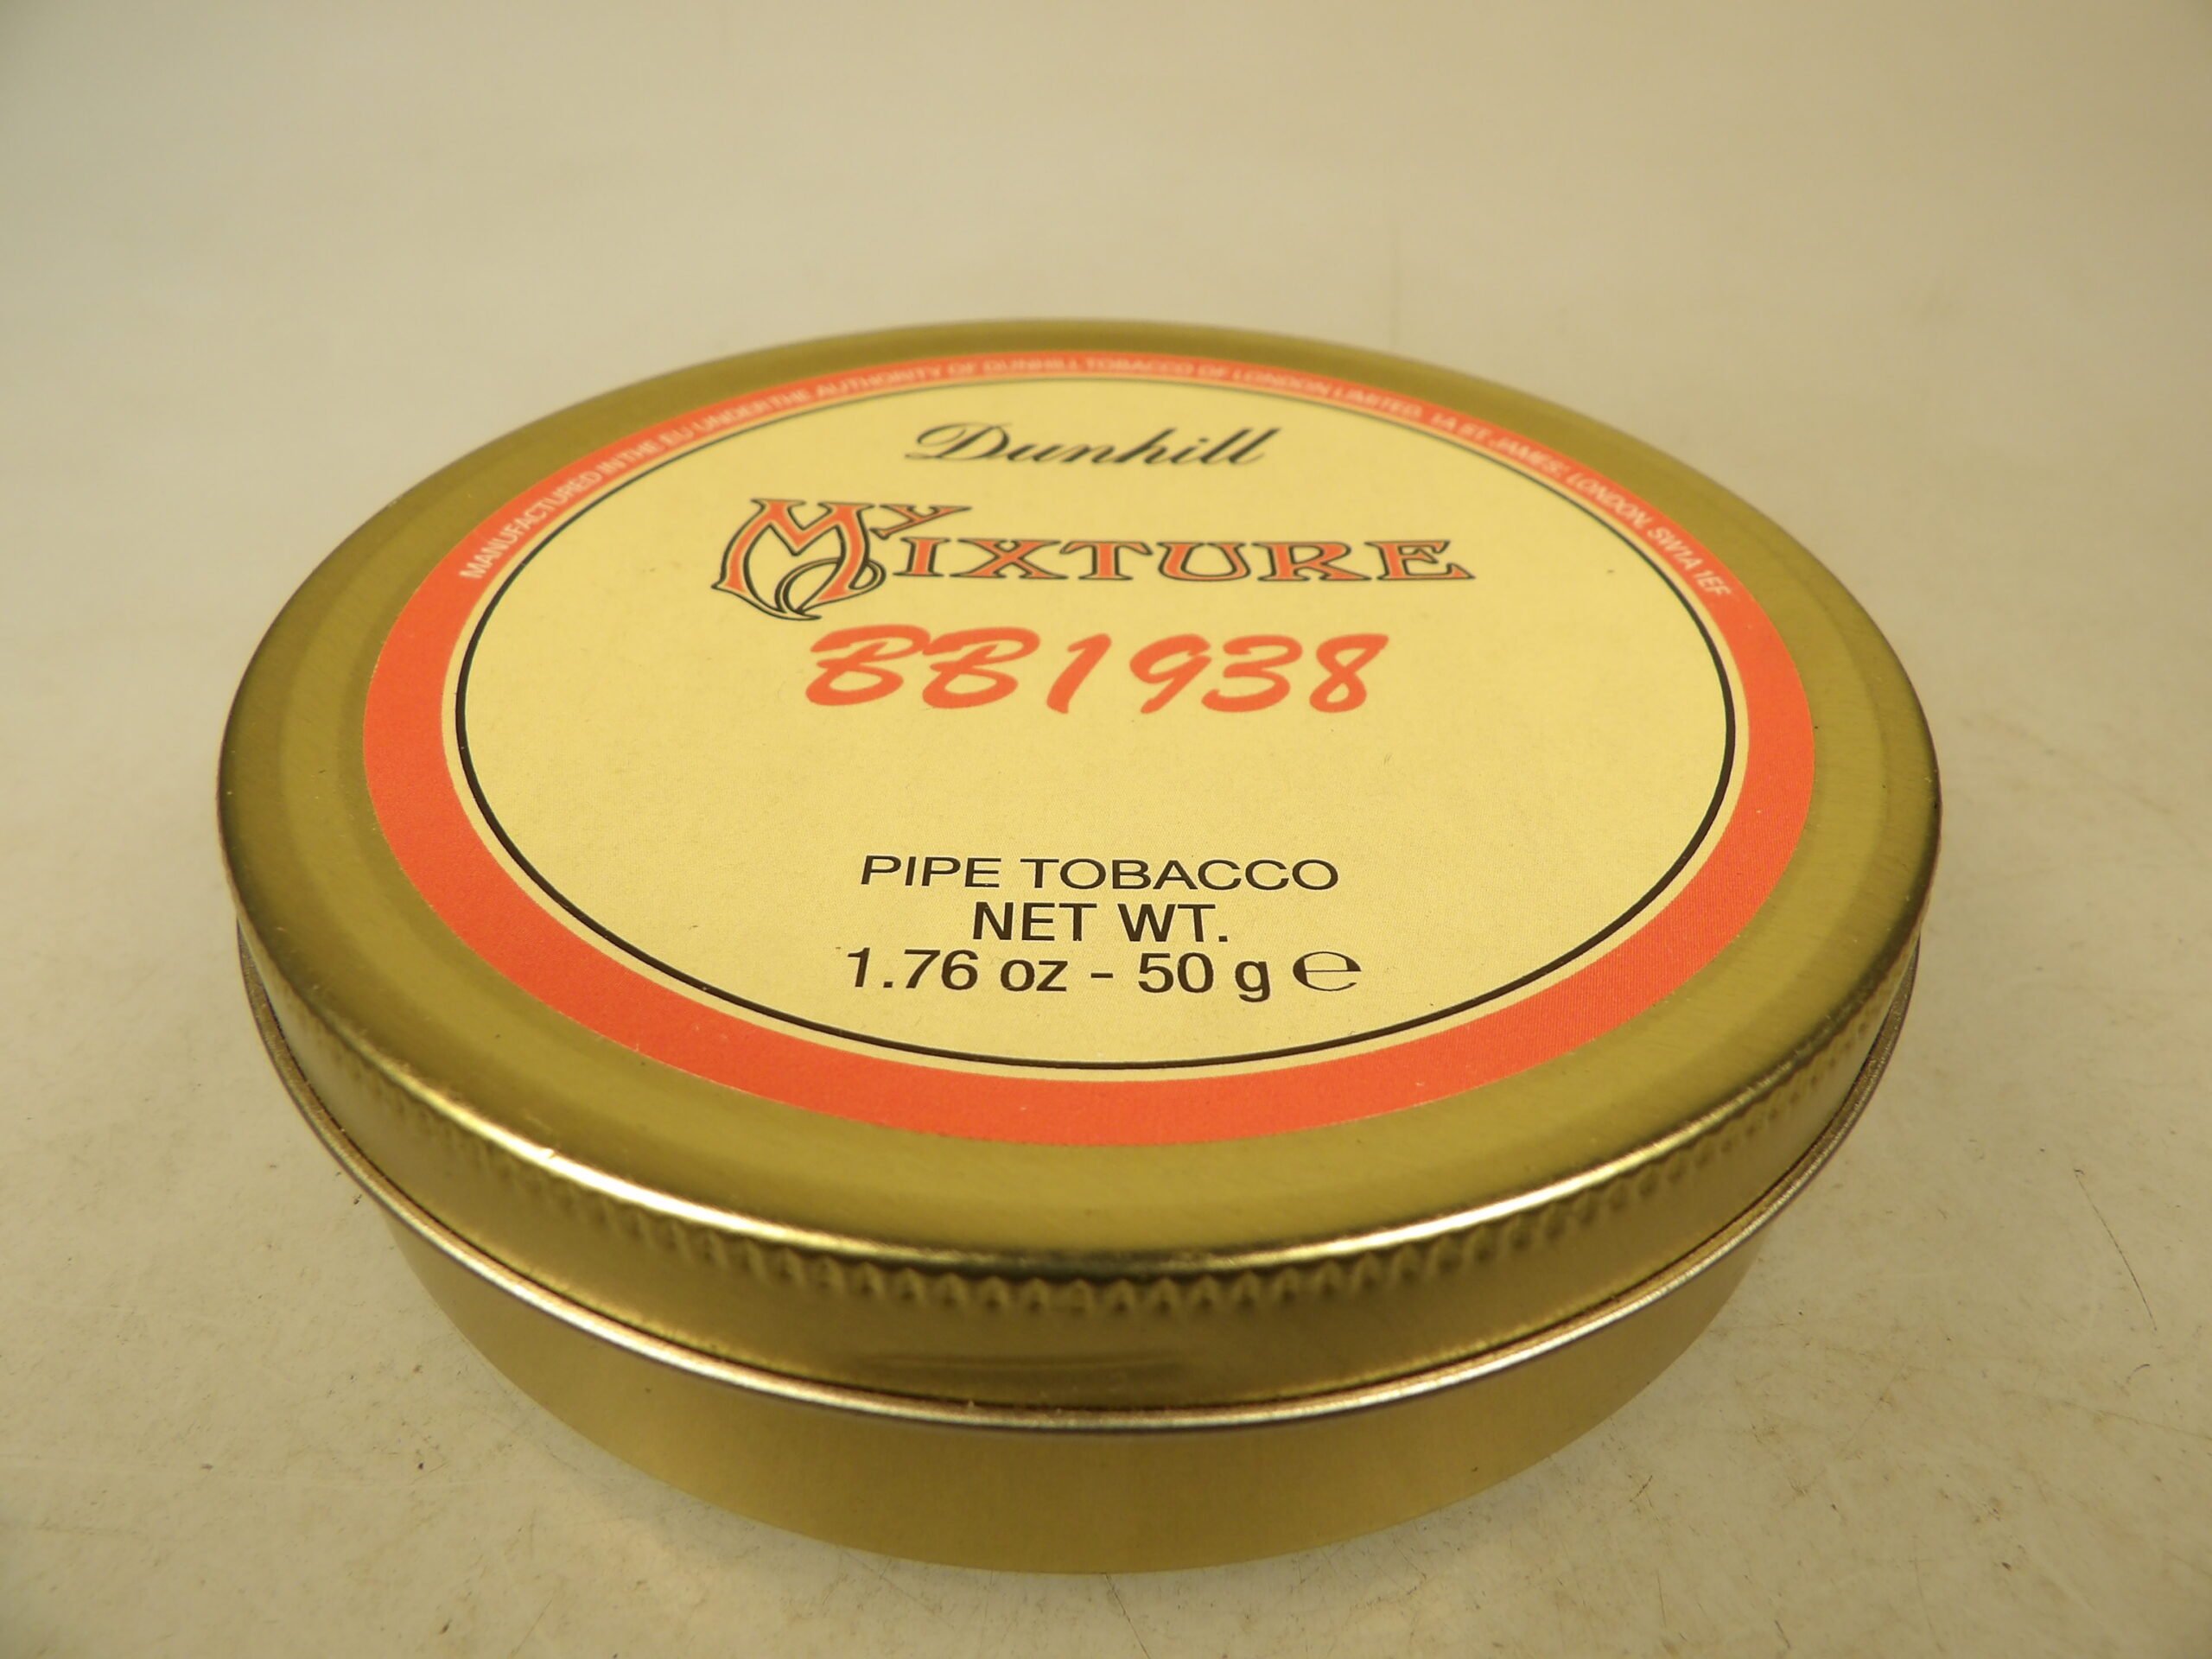 MANUFACTURED IN THE EU UNDER THE AUTHORITY OF DUNHILL TOBACCO OF LONDON LIMITED, 1A ST JAMES', LONDON, SW1A 1EF
Dunhill
My Mixture
BB1938
PIPE TOBACCO
NET WT.
1.76 oz - 50 g ℮